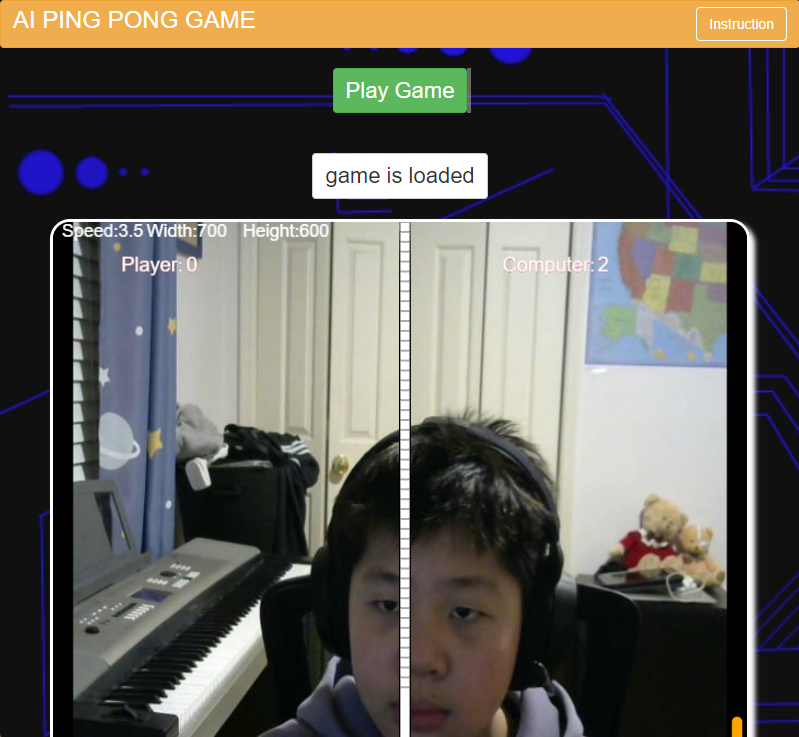 AI PING PONG GAME
Instruction
Play Game
game is loaded
Speed:3.5 Width:700 Height:600
Player: 0 Computer: 2